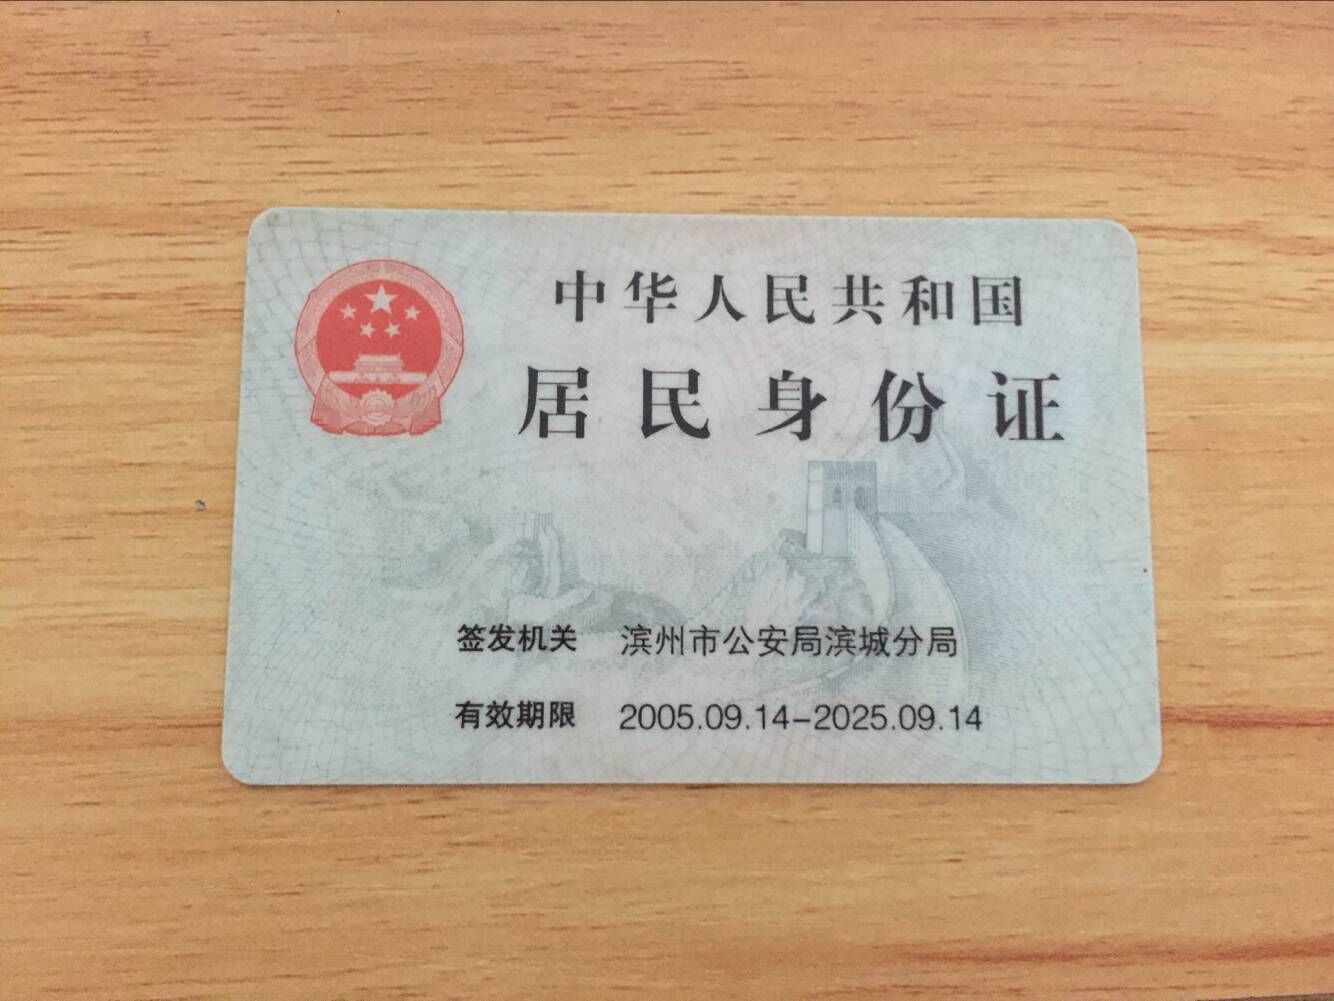 中华人民共和国
居民身份证
签发机关 滨州市公安局滨城分局
有效期限 2005.09.14-2025.09.14